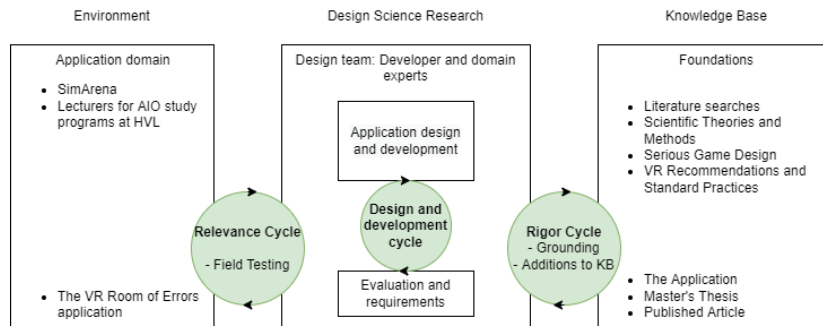 Environment
Application domain
SimArena
Lecturers for AIO study
programs at HVL
The VR Room of Errors
application
Relevance Cycle
- Field Testing
Design Science Research
Design team: Developer and domain
experts
Application design
and development
Design and
development
cycle
Evaluation and
requirements
Rigor Cycle
- Grounding
- Additions to KB
Knowledge Base
Foundations
Literature searches
Scientific Theories and
Methods
Serious Game Design
VR Recommendations and
Standard Practices
The Application
Master's Thesis
Published Article